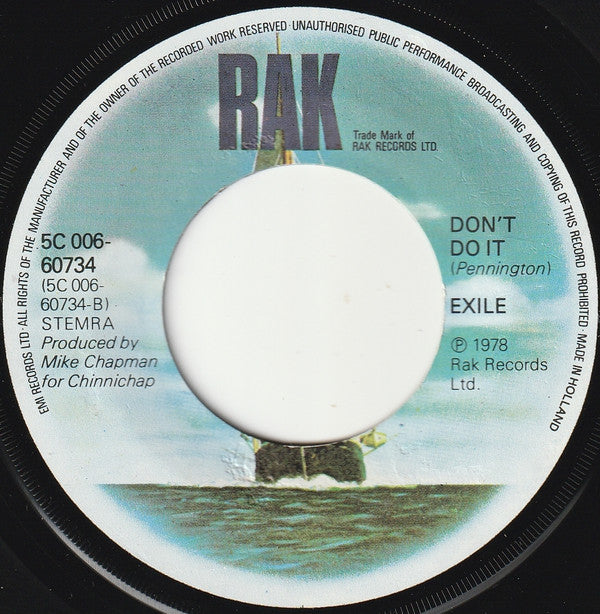 EMI RECORDS LTD·ALL RIGHTS OF THE MANUFACTURER AND OF THE OWNER OF THE RECORDED WORK RESERVED·UNAUTHORISED PUBLIC PERFORMANCE BROADCASTING AND COPYING OF THIS RECORD PROHIBITED·MADE IN HOLLAND
RAK
Trade Mark of
RAK RECORDS LTD.
5C 006-
60734
(5C 006-
60734-B)
STEMRA
Produced by
Mike Chapman
for Chinnichap
DON'T
DO IT
(Pennington)
EXILE
℗ 1978
Rak Records
Ltd.